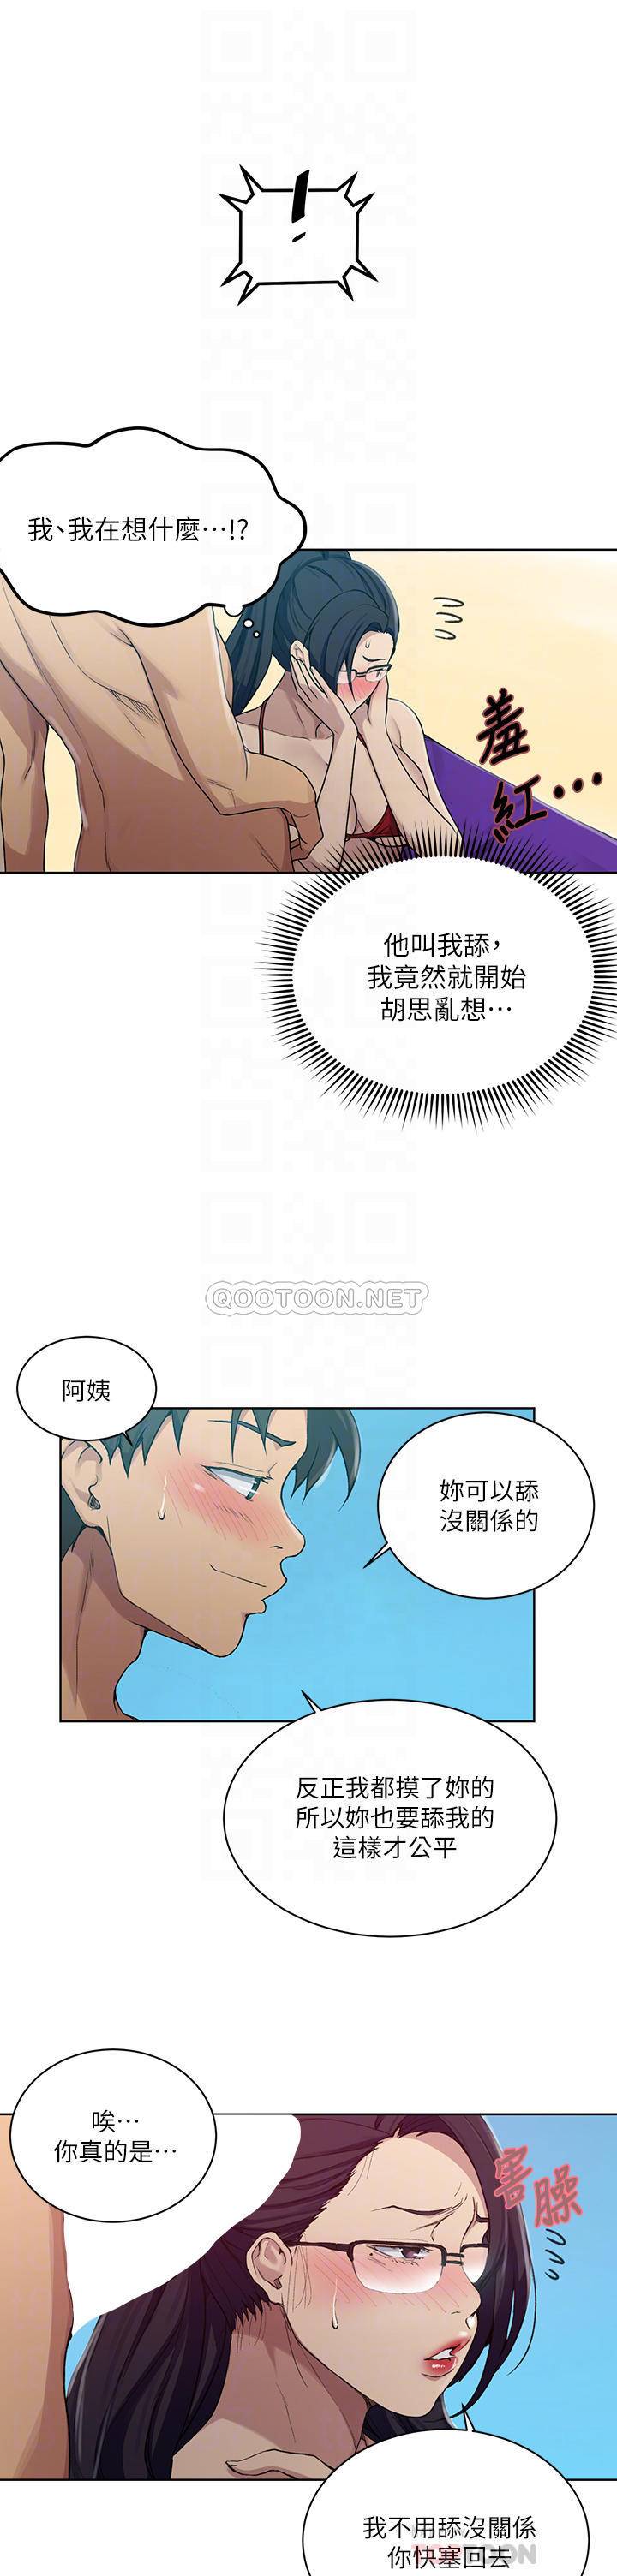 !
我、我在想什麼⋯!?
羞
紅⋯
他叫我舔，
我竟然就開始
胡思亂想⋯
QOOTOON.NET
阿姨
妳可以舔
沒關係的
反正我都摸了妳的
所以妳也要舔我的
這樣才公平
唉⋯
你真的是⋯
害
臊
我不用舔沒關係
你快塞回去